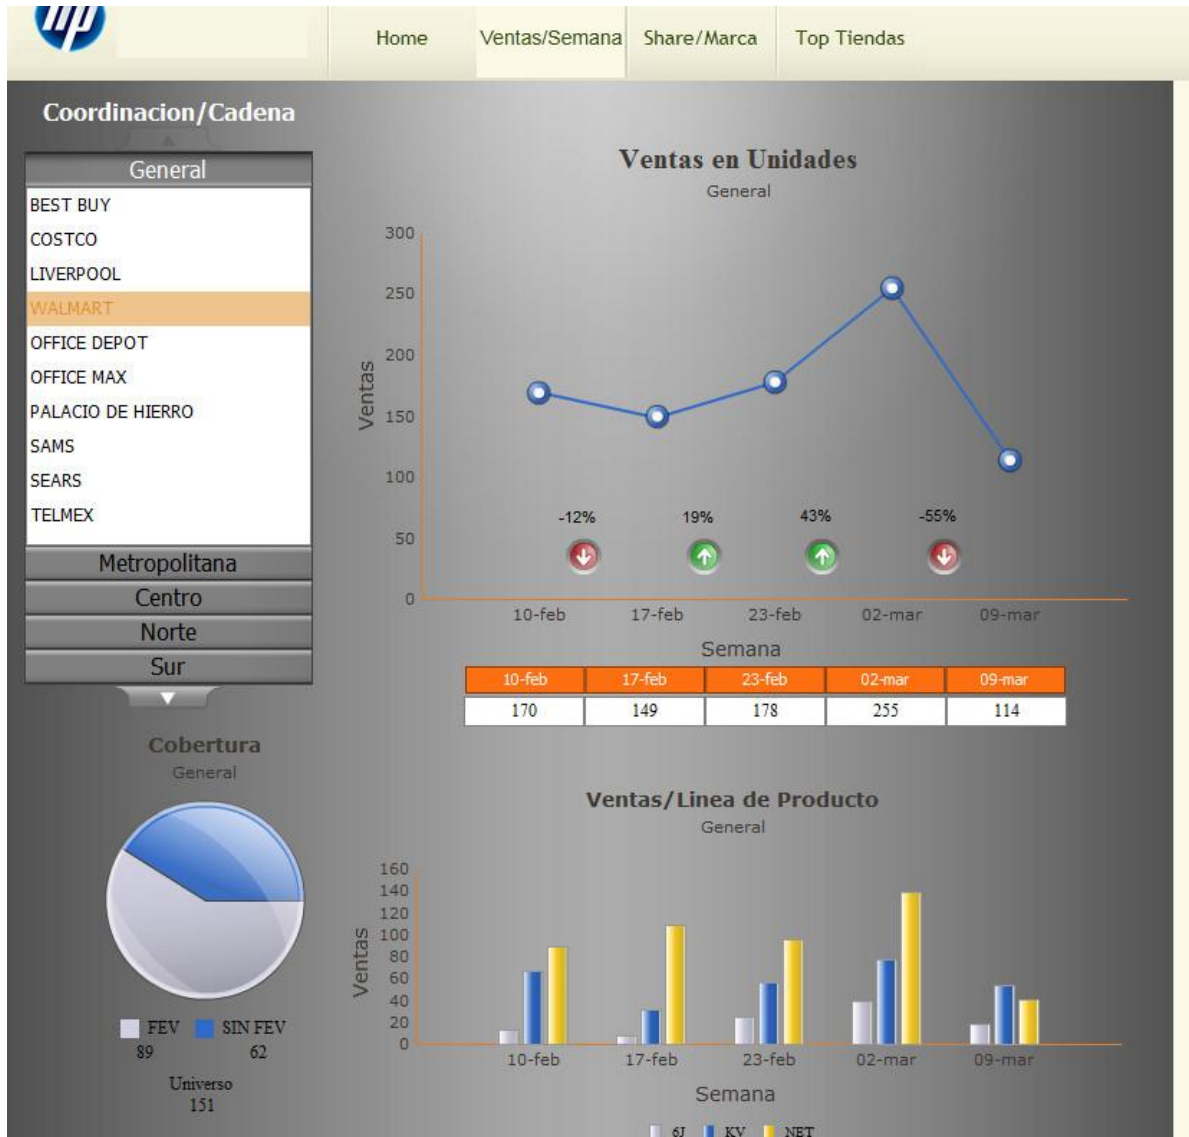 hp
Home Ventas/Semana Share/Marca Top Tiendas
Coordinacion/Cadena
General
BEST BUY
COSTCO
LIVERPOOL
WALMART
OFFICE DEPOT
OFFICE MAX
PALACIO DE HIERRO
SAMS
SEARS
TELMEX
Metropolitana
Centro
Norte
Sur
Cobertura
General
FEV SIN FEV
89 62
Universo
151
Ventas en Unidades
General
300
250
200
150
100
50
0
Ventas
-12% 19% 43% -55%
10-feb 17-feb 23-feb 02-mar 09-mar
Semana
10-feb 17-feb 23-feb 02-mar 09-mar
170 149 178 255 114
Ventas/Linea de Producto
General
160
140
120
100
80
60
40
20
0
Ventas
10-feb 17-feb 23-feb 02-mar 09-mar
Semana
6J KV NET